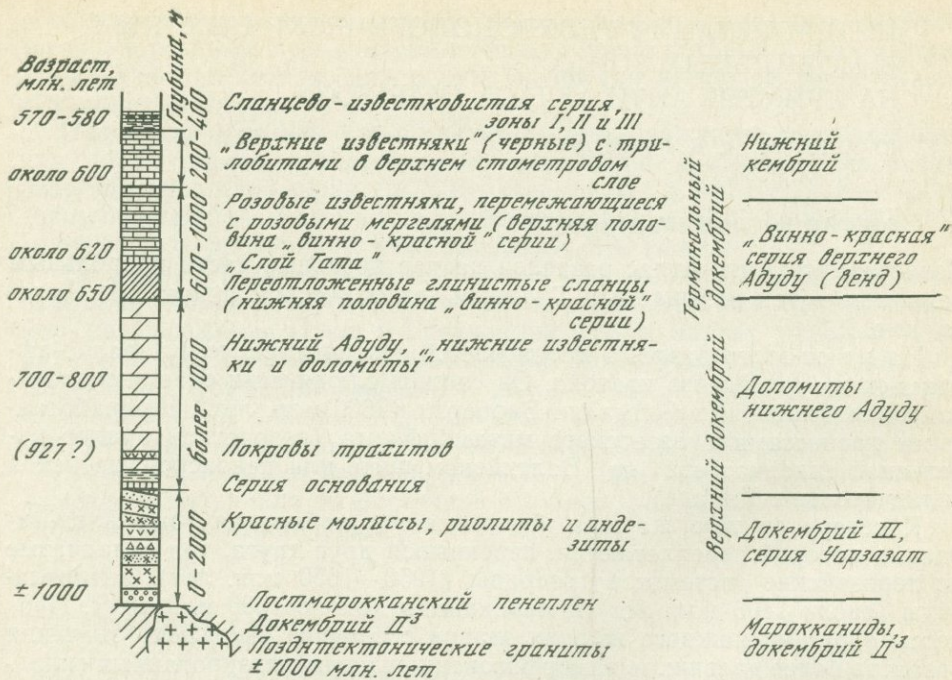 Возраст,
млн. лет
Глубина, м
570-580
около 600
около 620
около 650
700-800
(927 ?)
± 1000
200-400
600-1000
более 1000
0-2000
Сланцево-известковистая серия,
зоны I, II и III
„Верхние известняки" (черные) с три-
лобитами в верхнем стометровом
слое
Розовые известняки, перемежающиеся
с розовыми мергелями (верхняя поло-
вина „винно-красной" серии)
„Слой Тата"
Переотложенные глинистые сланцы
(нижняя половина „винно-красной"
серии)
Нижний Адуду, „нижние известня-
ки и доломиты"
Покровы трахитов
Серия основания
Красные молассы, риолиты и анде-
зиты
Постмарокканский пенеплен
Докембрий II³
Позднтектонические граниты
± 1000 млн. лет
Терминальный
докембрий
Верхний докембрий
Нижний
кембрий
„Винно-красная"
серия верхнего
Адуду (венд)
Доломиты
нижнего Адуду
Докембрий III,
серия Уарзазат
Марокканиды,
докембрий II³